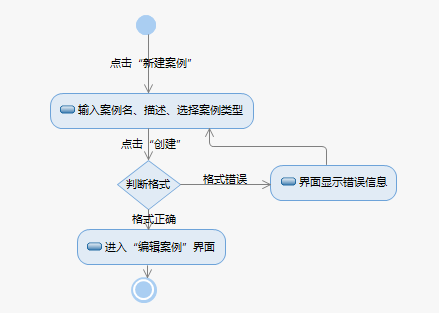 点击“新建案例”
输入案例名、描述、选择案例类型
点击“创建”
判断格式
格式错误
界面显示错误信息
格式正确
进入“编辑案例”界面